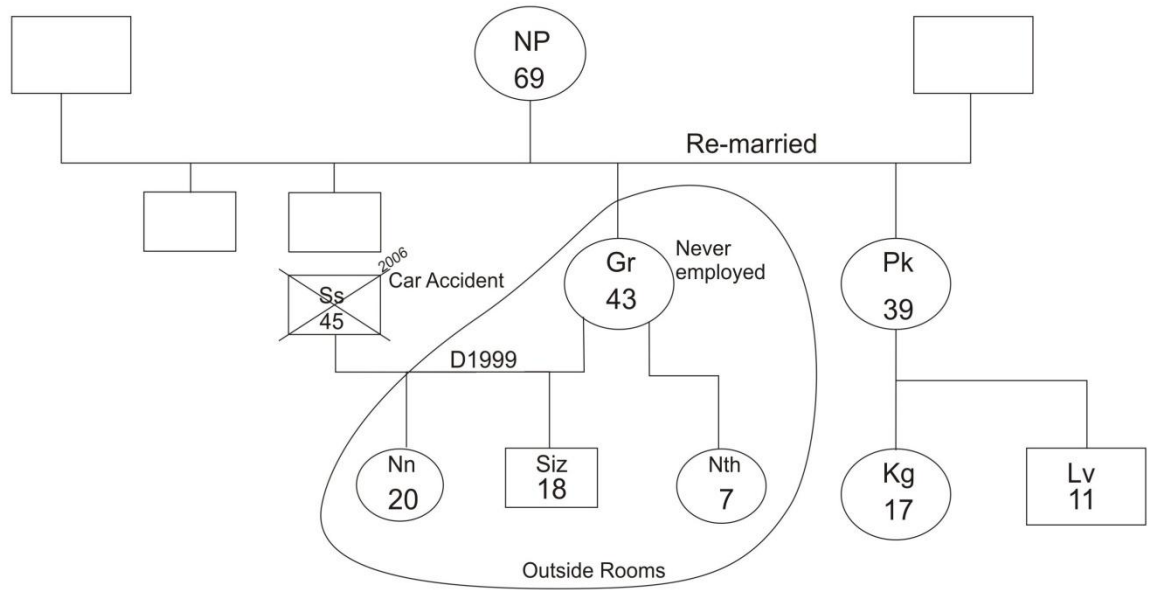 NP
69
Re-married
2006
Car Accident
Ss
45
Gr
43
Never
employed
Pk
39
D1999
Nn
20
Siz
18
Nth
7
Kg
17
Lv
11
Outside Rooms